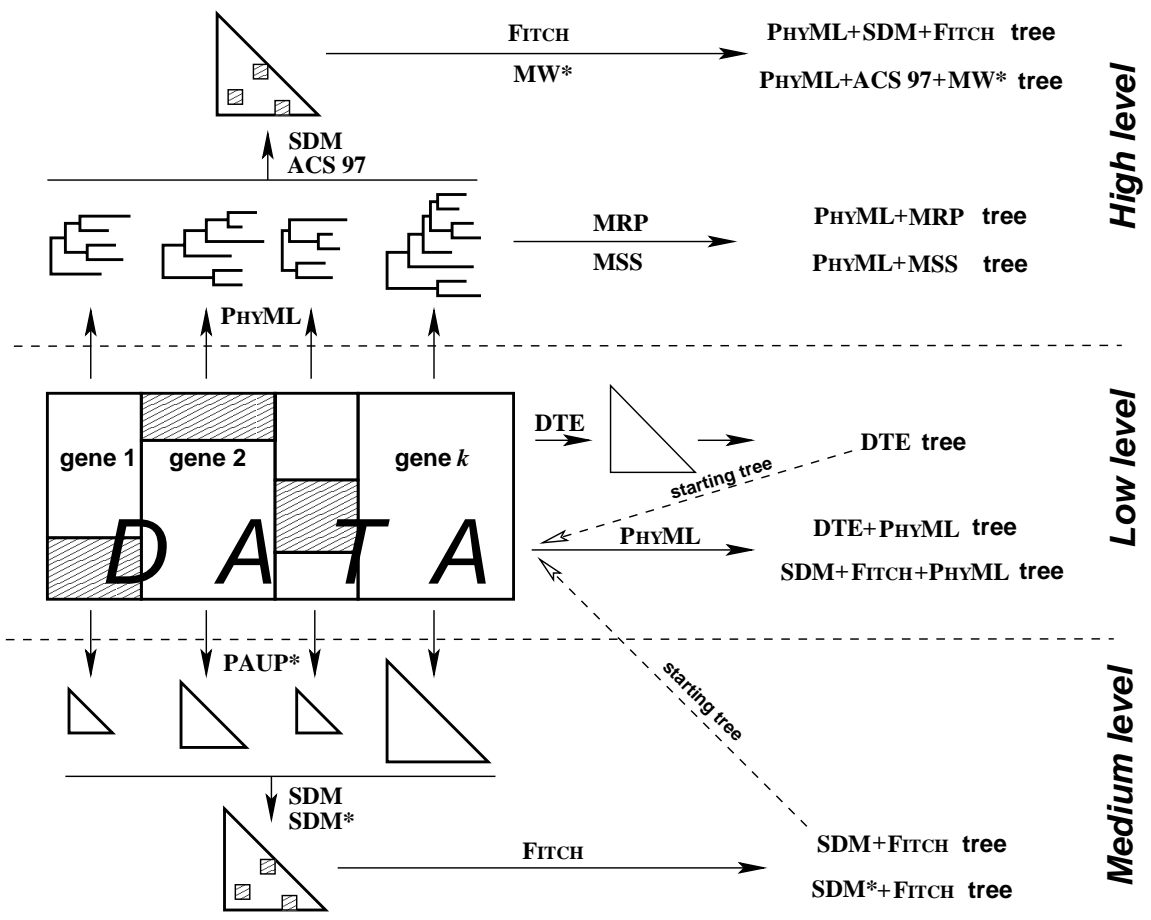 FITCH
MW*
PHYML+SDM+FITCH tree
PHYML+ACS 97+MW* tree
High level
SDM
ACS 97
MRP
MSS
PHYML+MRP tree
PHYML+MSS tree
PHYML
gene 1
gene 2
gene k
DATA
DTE
DTE tree
starting tree
PHYML
DTE+PHYML tree
SDM+FITCH+PHYML tree
Low level
PAUP*
starting tree
SDM
SDM*
FITCH
SDM+FITCH tree
SDM*+FITCH tree
Medium level